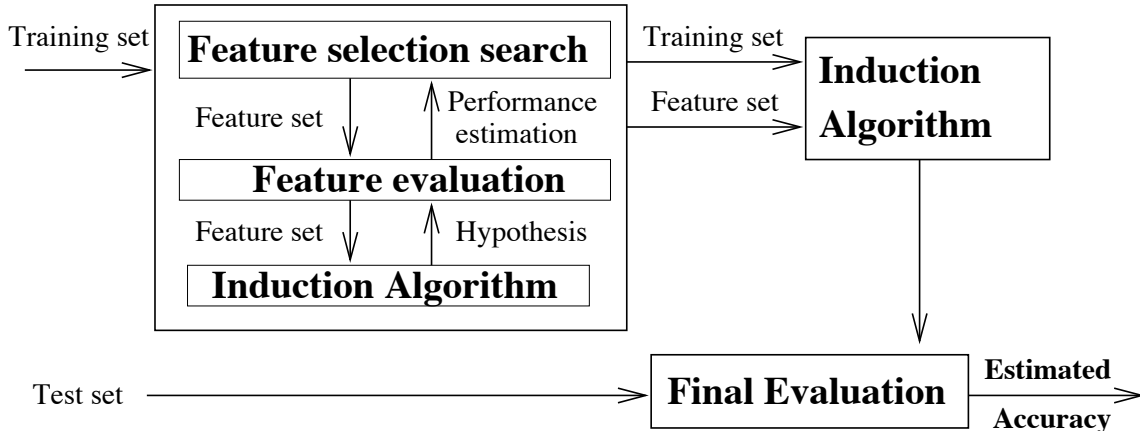 Training set
Feature selection search
Feature set
Performance
estimation
Feature evaluation
Feature set
Hypothesis
Induction Algorithm
Training set
Feature set
Induction
Algorithm
Test set
Final Evaluation
Estimated
Accuracy